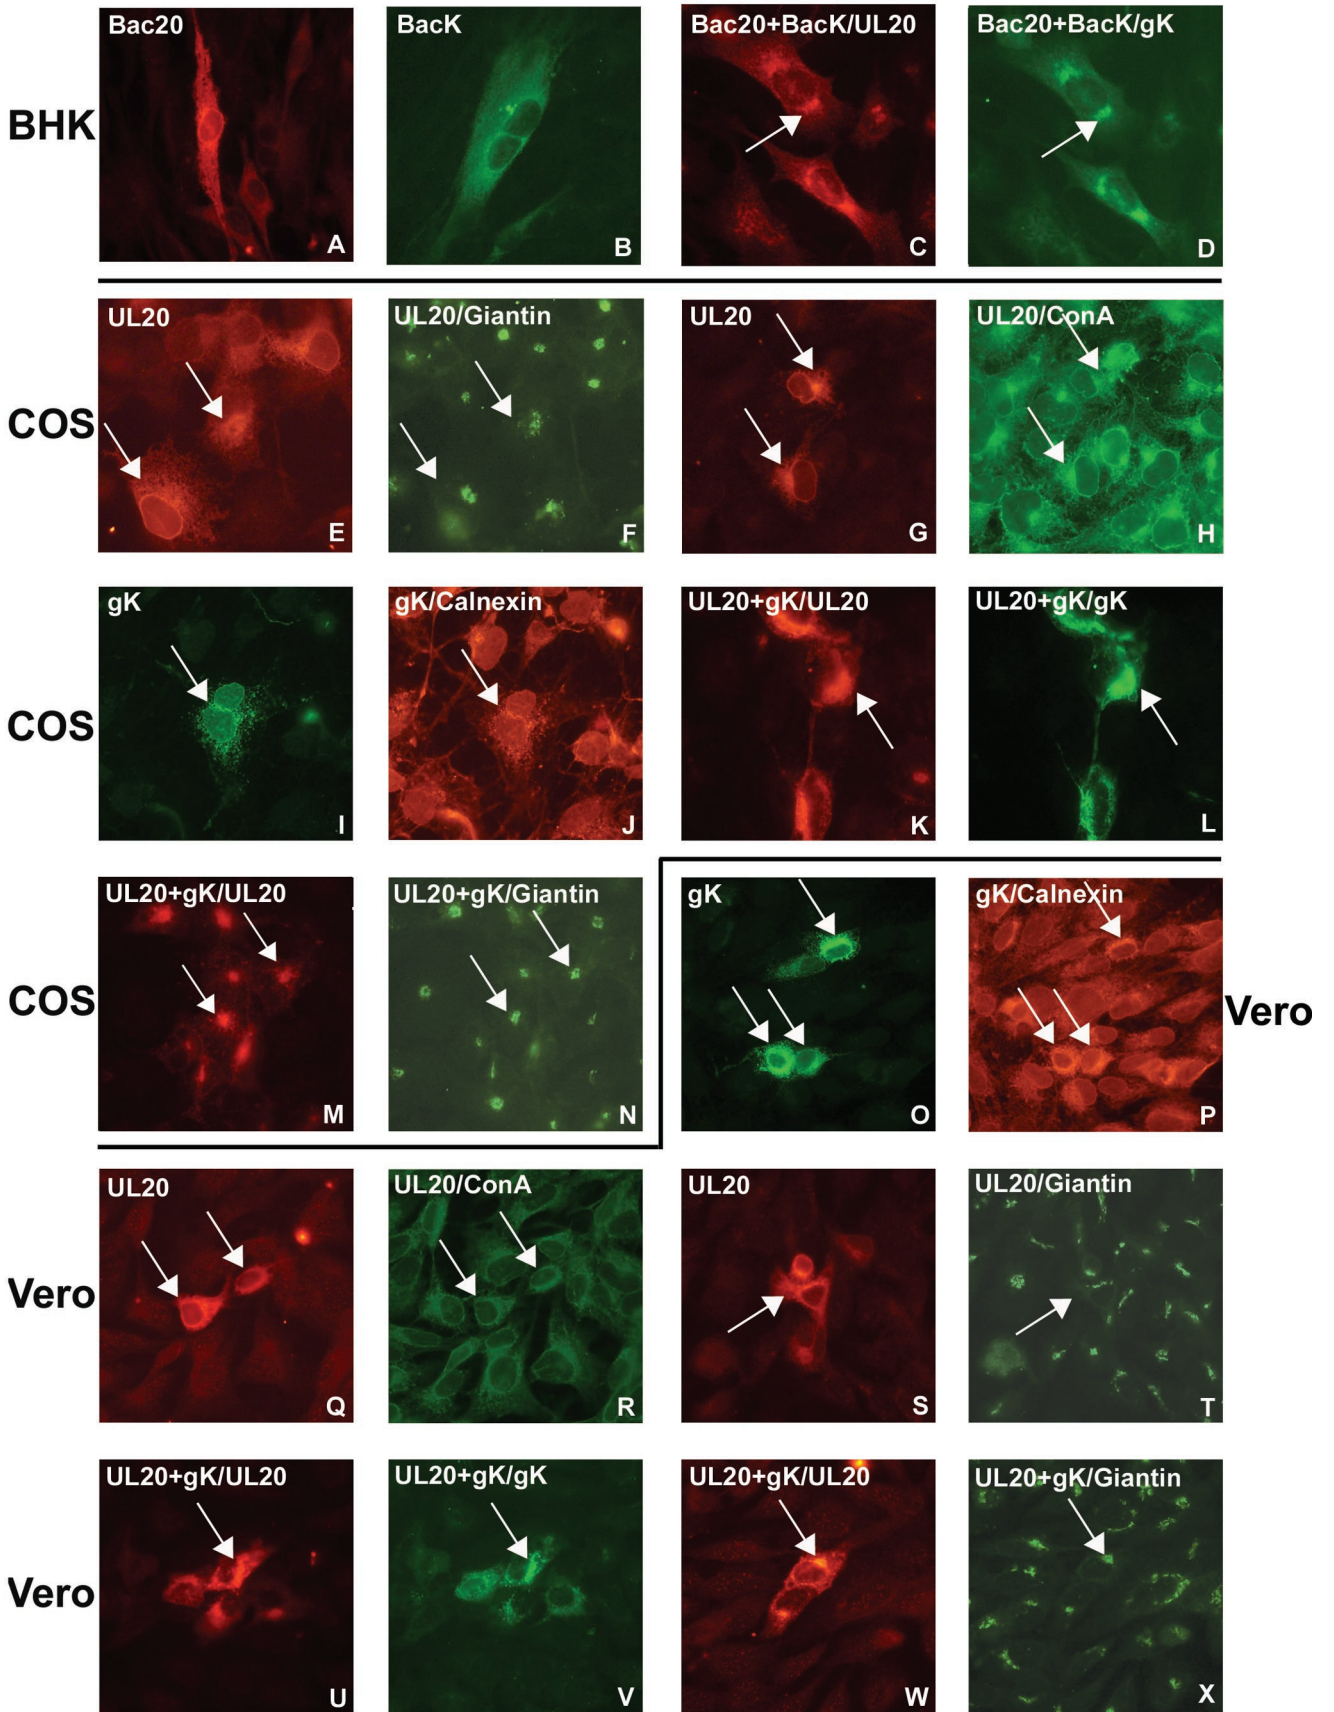 Bac20 BacK Bac20+BacK/UL20 Bac20+BacK/gK
BHK
A B C D
UL20 UL20/Giantin UL20 UL20/ConA
COS
E F G H
gK gK/Calnexin UL20+gK/UL20 UL20+gK/gK
COS
I J K L
UL20+gK/UL20 UL20+gK/Giantin gK gK/Calnexin
COS Vero
M N O P
UL20 UL20/ConA UL20 UL20/Giantin
Vero
Q R S T
UL20+gK/UL20 UL20+gK/gK UL20+gK/UL20 UL20+gK/Giantin
Vero
U V W X